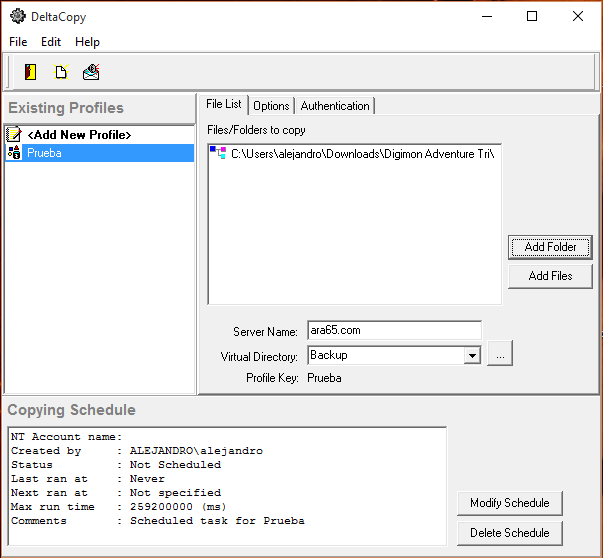 DeltaCopy
File Edit Help
Existing Profiles
<Add New Profile>
Prueba
File List Options Authentication
Files/Folders to copy
C:\Users\alejandro\Downloads\Digimon Adventure Tri\
Add Folder
Add Files
Server Name: ara65.com
Virtual Directory: Backup ...
Profile Key: Prueba
Copying Schedule
NT Account name:
Created by : ALEJANDRO\alejandro
Status : Not Scheduled
Last ran at : Never
Next ran at : Not specified
Max run time : 259200000 (ms)
Comments : Scheduled task for Prueba
Modify Schedule
Delete Schedule